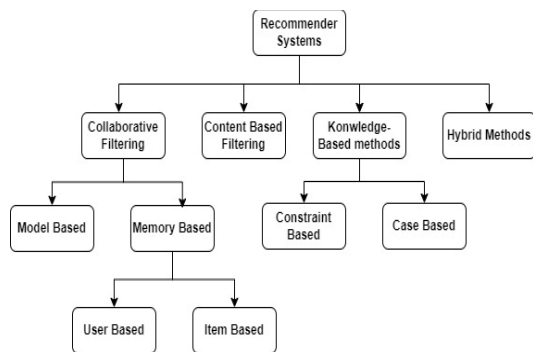 Recommender
Systems
Collaborative
Filtering
Content Based
Filtering
Konwledge-
Based methods
Hybrid Methods
Model Based
Memory Based
Constraint
Based
Case Based
User Based
Item Based